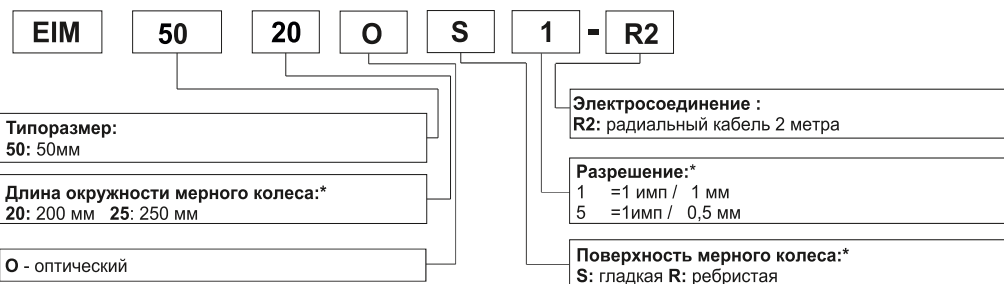 EIM 50 20 O S 1 - R2
Типоразмер:
50: 50мм
Длина окружности мерного колеса:*
20: 200 мм 25: 250 мм
О - оптический
Электросоединение :
R2: радиальный кабель 2 метра
Разрешение:*
1 =1 имп / 1 мм
5 =1имп / 0,5 мм
Поверхность мерного колеса:*
S: гладкая R: ребристая